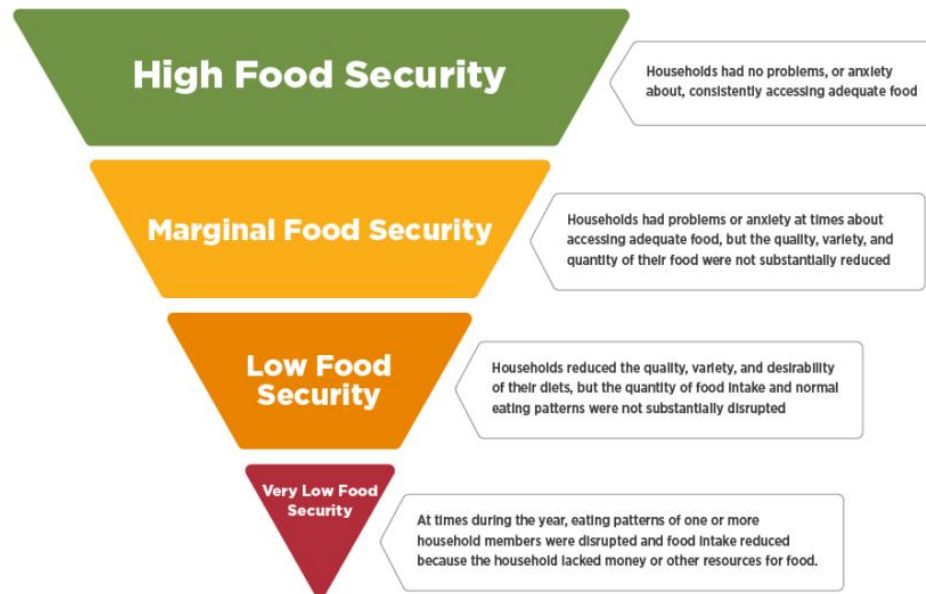 High Food Security
Households had no problems, or anxiety
about, consistently accessing adequate food
Marginal Food Security
Households had problems or anxiety at times about
accessing adequate food, but the quality, variety, and
quantity of their food were not substantially reduced
Low Food
Security
Households reduced the quality, variety, and desirability
of their diets, but the quantity of food intake and normal
eating patterns were not substantially disrupted
Very Low Food
Security
At times during the year, eating patterns of one or more
household members were disrupted and food intake reduced
because the household lacked money or other resources for food.